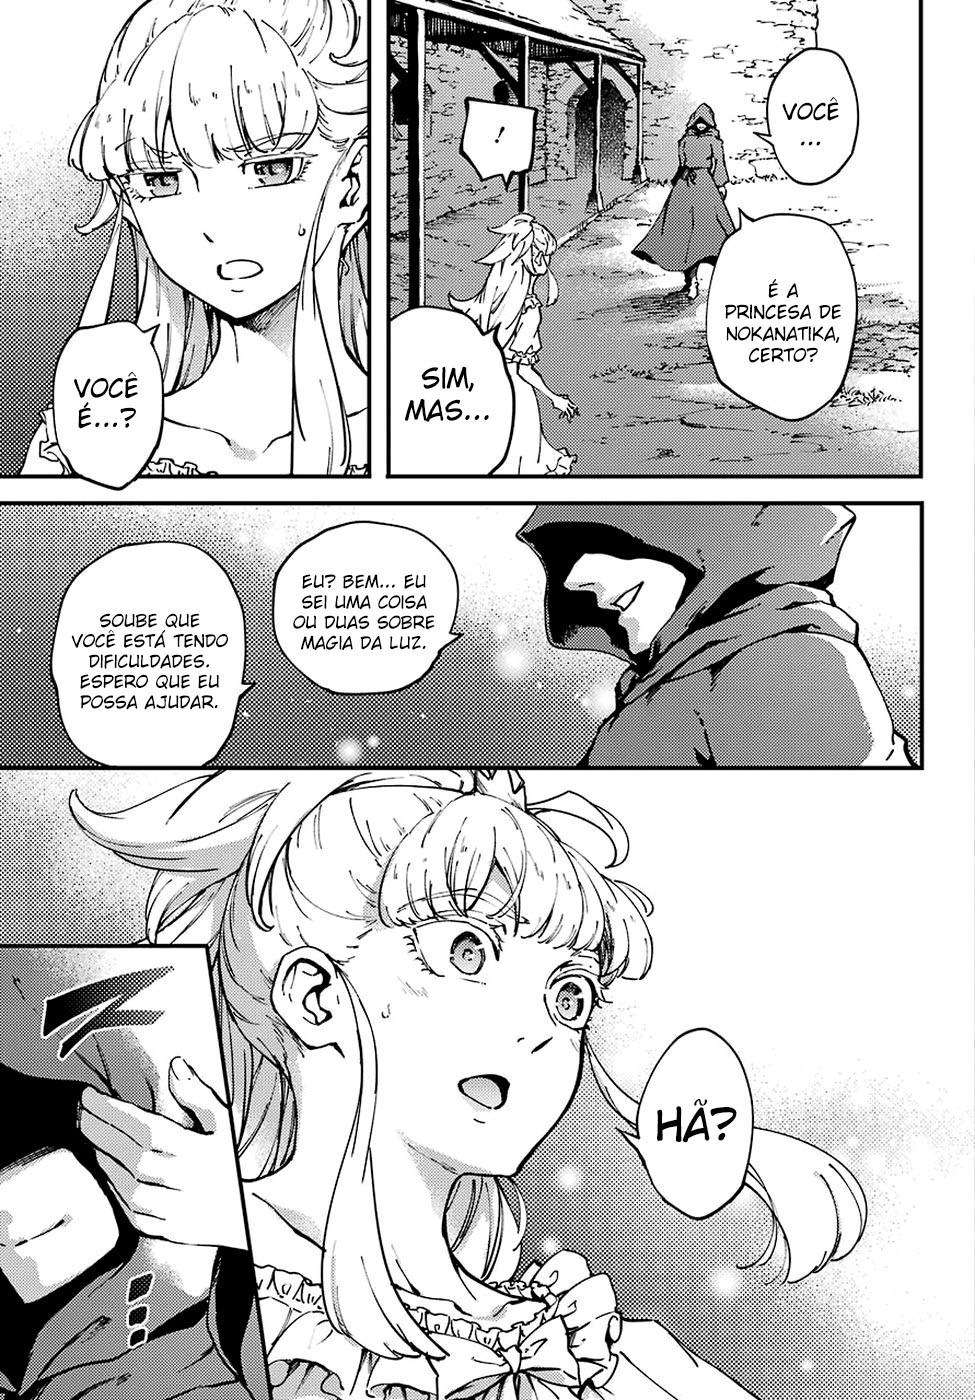 VOCÊ
...
É A
PRINCESA DE
NOKANATIKA,
CERTO?
!
SIM,
MAS...
VOCÊ
É...?
EU? BEM... EU
SEI UMA COISA
OU DUAS SOBRE
MAGIA DA LUZ.
SOUBE QUE
VOCÊ ESTÁ TENDO
DIFICULDADES.
ESPERO QUE EU
POSSA AJUDAR.
HÃ?